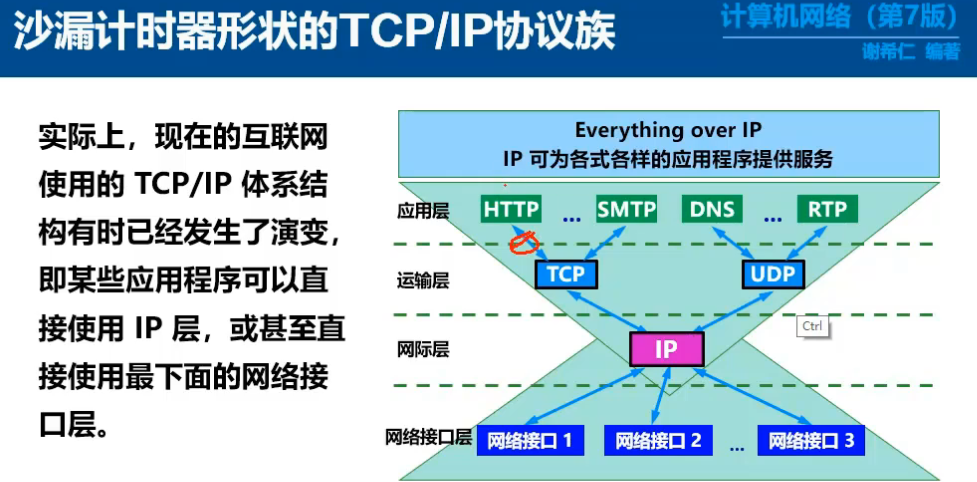 沙漏计时器形状的TCP/IP协议族
计算机网络（第7版）
谢希仁 编著
实际上，现在的互联网
使用的 TCP/IP 体系结
构有时已经发生了演变，
即某些应用程序可以直
接使用 IP 层，或甚至直
接使用最下面的网络接
口层。
Everything over IP
IP 可为各式各样的应用程序提供服务
应用层 HTTP … SMTP DNS … RTP
运输层 TCP UDP
Ctrl
网际层 IP
网络接口层 网络接口 1 网络接口 2 … 网络接口 3